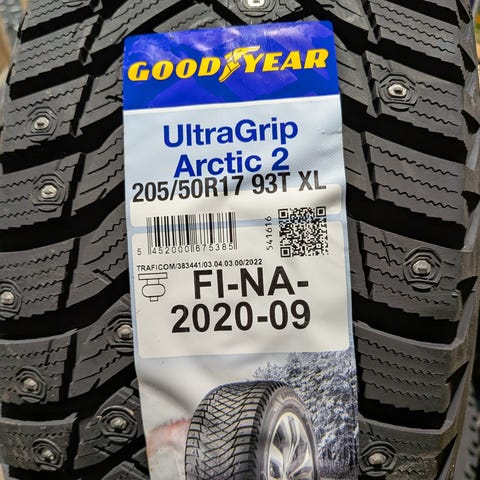 GOODYEAR
UltraGrip
Arctic 2
205/50R17 93T XL
5 452000 675385
541616
TRAFICOM/383441/03.04.03.00/2022
FI-NA-
2020-09